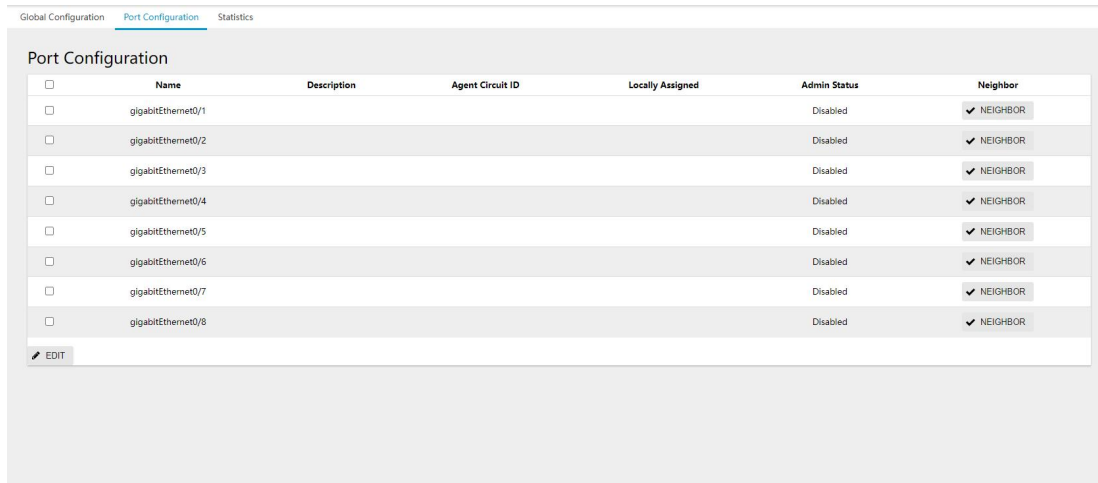 Global Configuration Port Configuration Statistics
Port Configuration
Name Description Agent Circuit ID Locally Assigned Admin Status Neighbor
gigabitEthernet0/1 Disabled NEIGHBOR
gigabitEthernet0/2 Disabled NEIGHBOR
gigabitEthernet0/3 Disabled NEIGHBOR
gigabitEthernet0/4 Disabled NEIGHBOR
gigabitEthernet0/5 Disabled NEIGHBOR
gigabitEthernet0/6 Disabled NEIGHBOR
gigabitEthernet0/7 Disabled NEIGHBOR
gigabitEthernet0/8 Disabled NEIGHBOR
EDIT